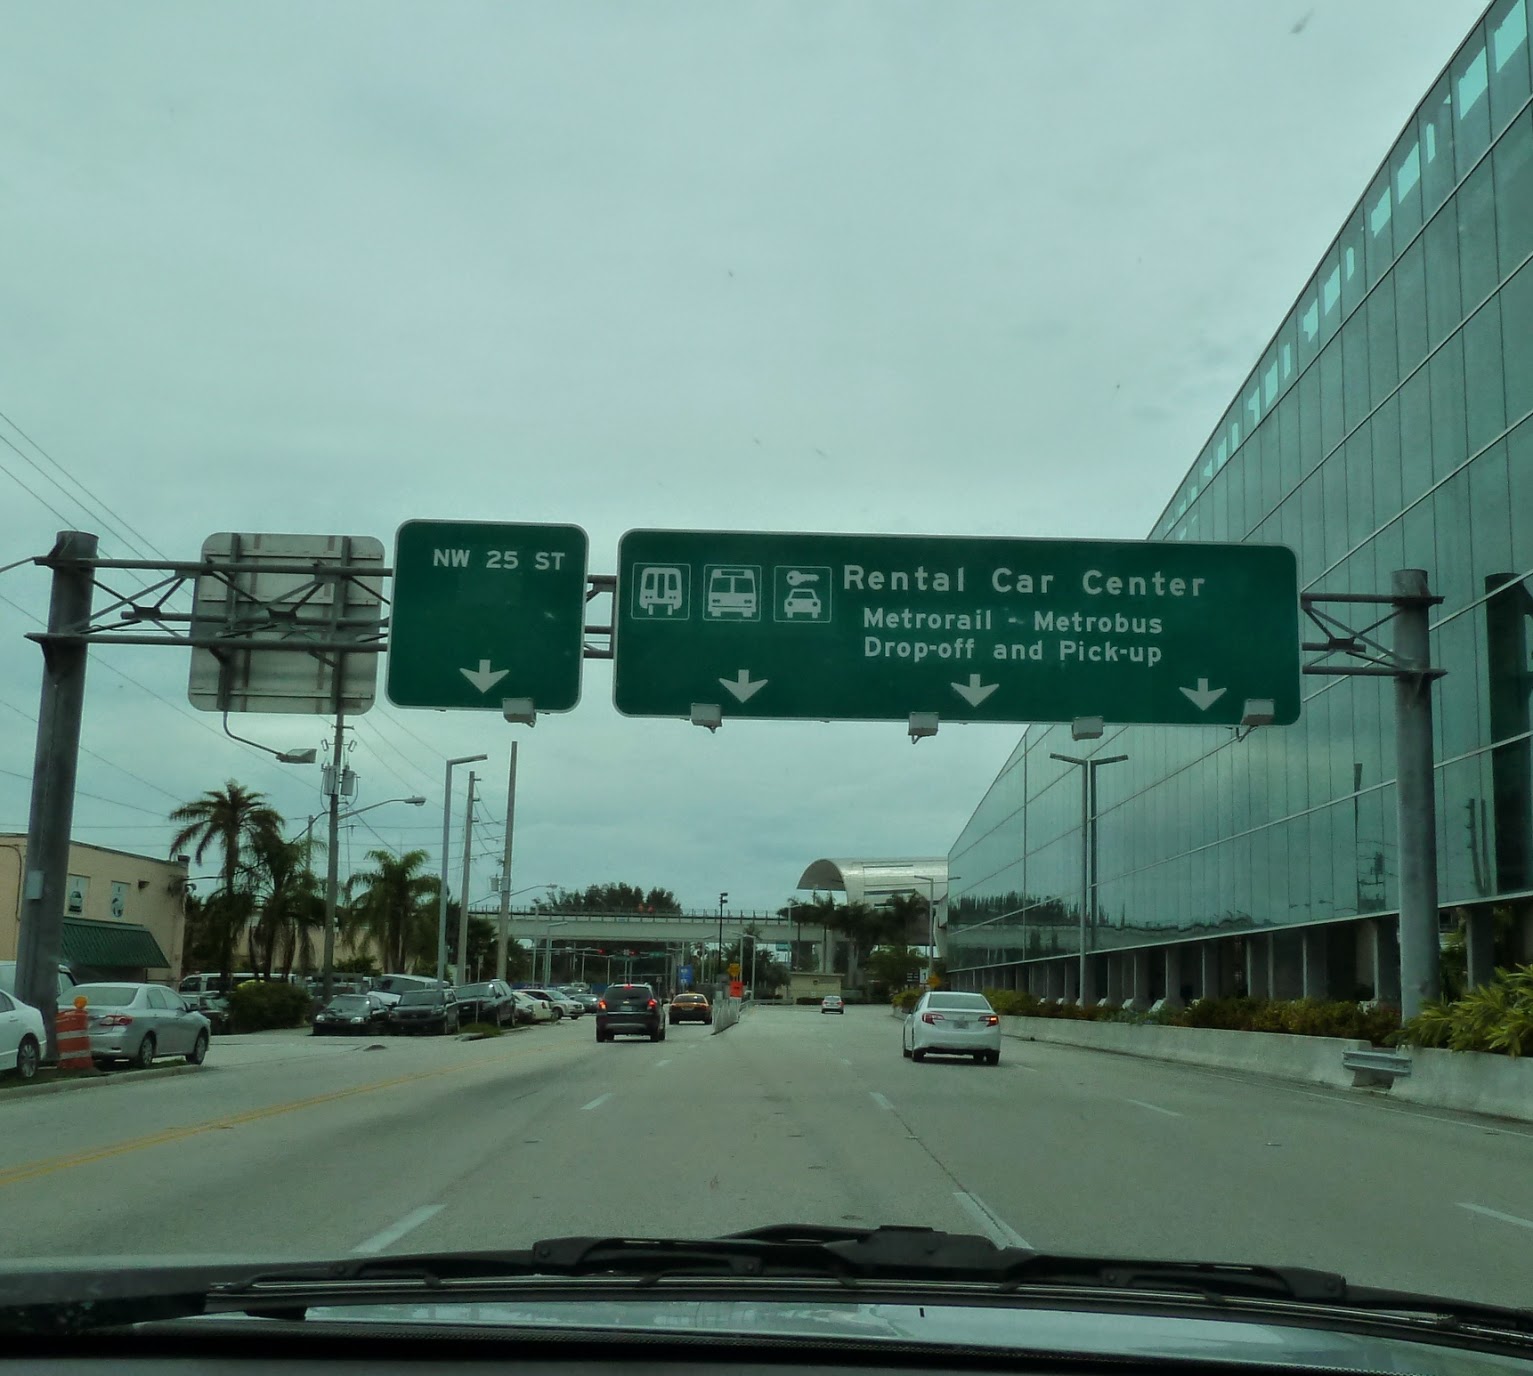 NW 25 ST
Rental Car Center
Metrorail - Metrobus
Drop-off and Pick-up